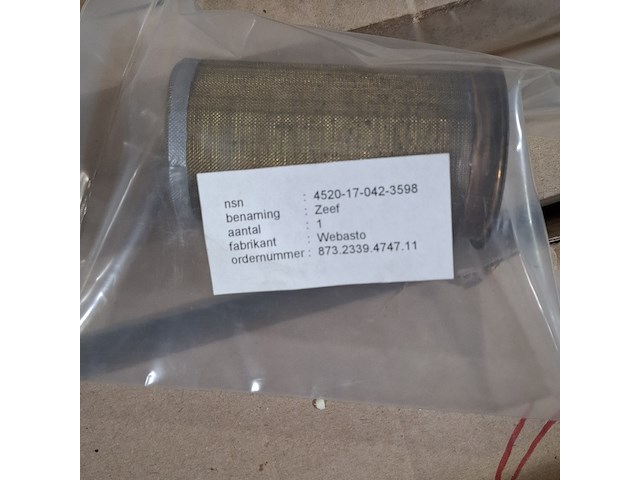 nsn : 4520-17-042-3598
benaming : Zeef
aantal : 1
fabrikant : Webasto
ordernummer : 873.2339.4747.11